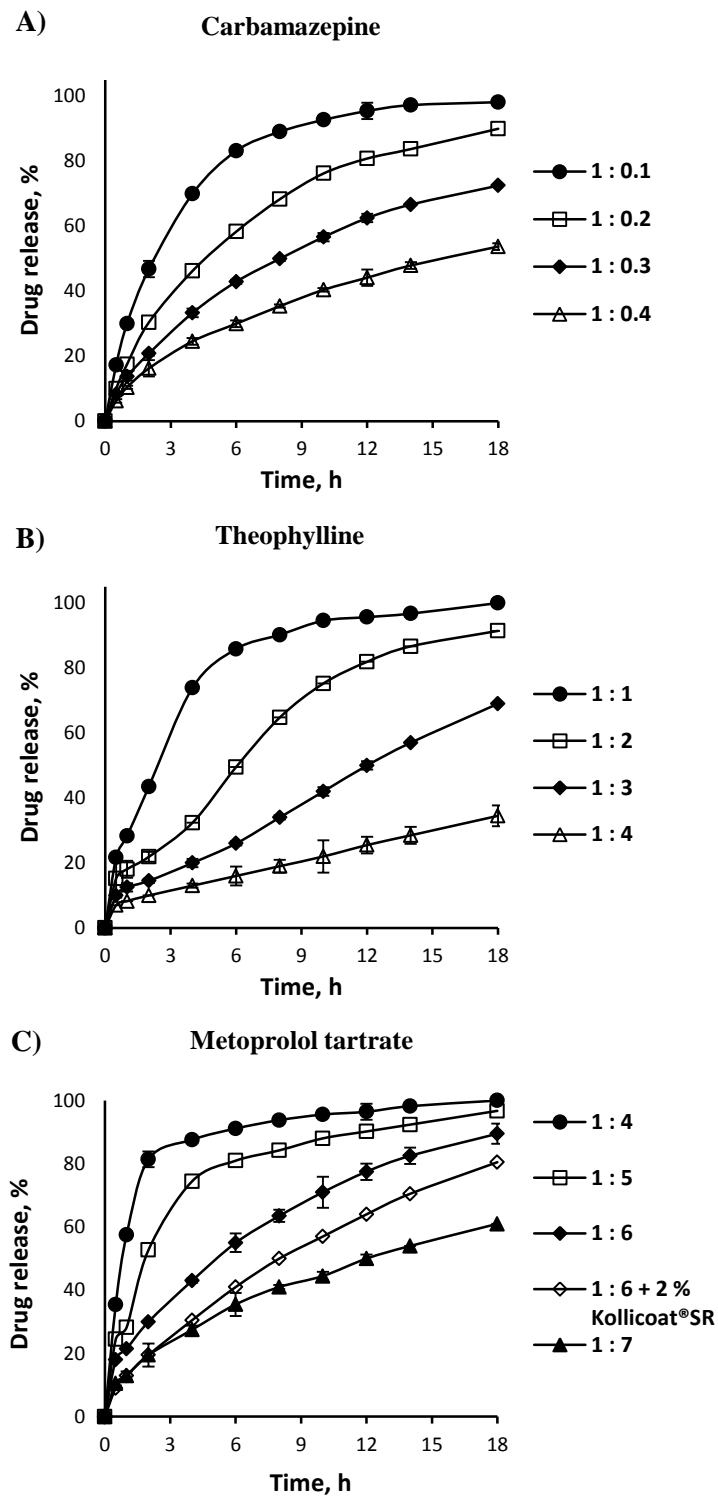 A)
Carbamazepine
100
80
60
40
20
0
Drug release, %
0 3 6 9 12 15 18
Time, h
1 : 0.1
1 : 0.2
1 : 0.3
1 : 0.4
B)
Theophylline
100
80
60
40
20
0
Drug release, %
0 3 6 9 12 15 18
Time, h
1 : 1
1 : 2
1 : 3
1 : 4
C)
Metoprolol tartrate
100
80
60
40
20
0
Drug release, %
0 3 6 9 12 15 18
Time, h
1 : 4
1 : 5
1 : 6
1 : 6 + 2 %
Kollicoat®SR
1 : 7